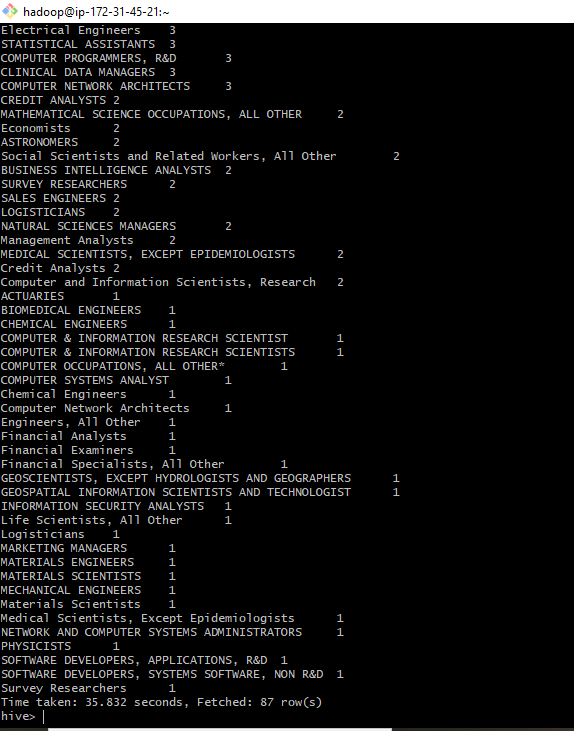 hadoop@ip-172-31-45-21:~
Electrical Engineers 3
STATISTICAL ASSISTANTS 3
COMPUTER PROGRAMMERS, R&D 3
CLINICAL DATA MANAGERS 3
COMPUTER NETWORK ARCHITECTS 3
CREDIT ANALYSTS 2
MATHEMATICAL SCIENCE OCCUPATIONS, ALL OTHER 2
Economists 2
ASTRONOMERS 2
Social Scientists and Related Workers, All Other 2
BUSINESS INTELLIGENCE ANALYSTS 2
SURVEY RESEARCHERS 2
SALES ENGINEERS 2
LOGISTICIANS 2
NATURAL SCIENCES MANAGERS 2
Management Analysts 2
MEDICAL SCIENTISTS, EXCEPT EPIDEMIOLOGISTS 2
Credit Analysts 2
Computer and Information Scientists, Research 2
ACTUARIES 1
BIOMEDICAL ENGINEERS 1
CHEMICAL ENGINEERS 1
COMPUTER & INFORMATION RESEARCH SCIENTIST 1
COMPUTER & INFORMATION RESEARCH SCIENTISTS 1
COMPUTER OCCUPATIONS, ALL OTHER* 1
COMPUTER SYSTEMS ANALYST 1
Chemical Engineers 1
Computer Network Architects 1
Engineers, All Other 1
Financial Analysts 1
Financial Examiners 1
Financial Specialists, All Other 1
GEOSCIENTISTS, EXCEPT HYDROLOGISTS AND GEOGRAPHERS 1
GEOSPATIAL INFORMATION SCIENTISTS AND TECHNOLOGIST 1
INFORMATION SECURITY ANALYSTS 1
Life Scientists, All Other 1
Logisticians 1
MARKETING MANAGERS 1
MATERIALS ENGINEERS 1
MATERIALS SCIENTISTS 1
MECHANICAL ENGINEERS 1
Materials Scientists 1
Medical Scientists, Except Epidemiologists 1
NETWORK AND COMPUTER SYSTEMS ADMINISTRATORS 1
PHYSICISTS 1
SOFTWARE DEVELOPERS, APPLICATIONS, R&D 1
SOFTWARE DEVELOPERS, SYSTEMS SOFTWARE, NON R&D 1
Survey Researchers 1
Time taken: 35.832 seconds, Fetched: 87 row(s)
hive>